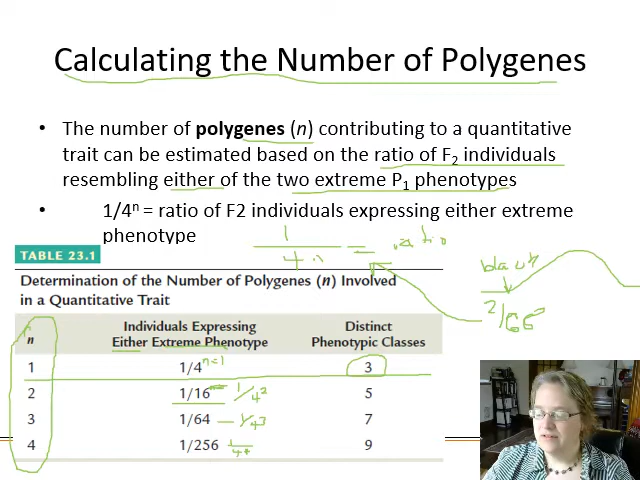 Calculating the Number of Polygenes
• The number of polygenes (n) contributing to a quantitative
trait can be estimated based on the ratio of F₂ individuals
resembling either of the two extreme P₁ phenotypes
• 1/4ⁿ = ratio of F2 individuals expressing either extreme
phenotype
1/4n = ratio
black
TABLE 23.1
Determination of the Number of Polygenes (n) Involved
in a Quantitative Trait
n Individuals Expressing Either Extreme Phenotype Distinct Phenotypic Classes
1 1/4 n=1 3
2 1/16 1/4² 5
3 1/64 1/4³ 7
4 1/256 1/4⁴ 9